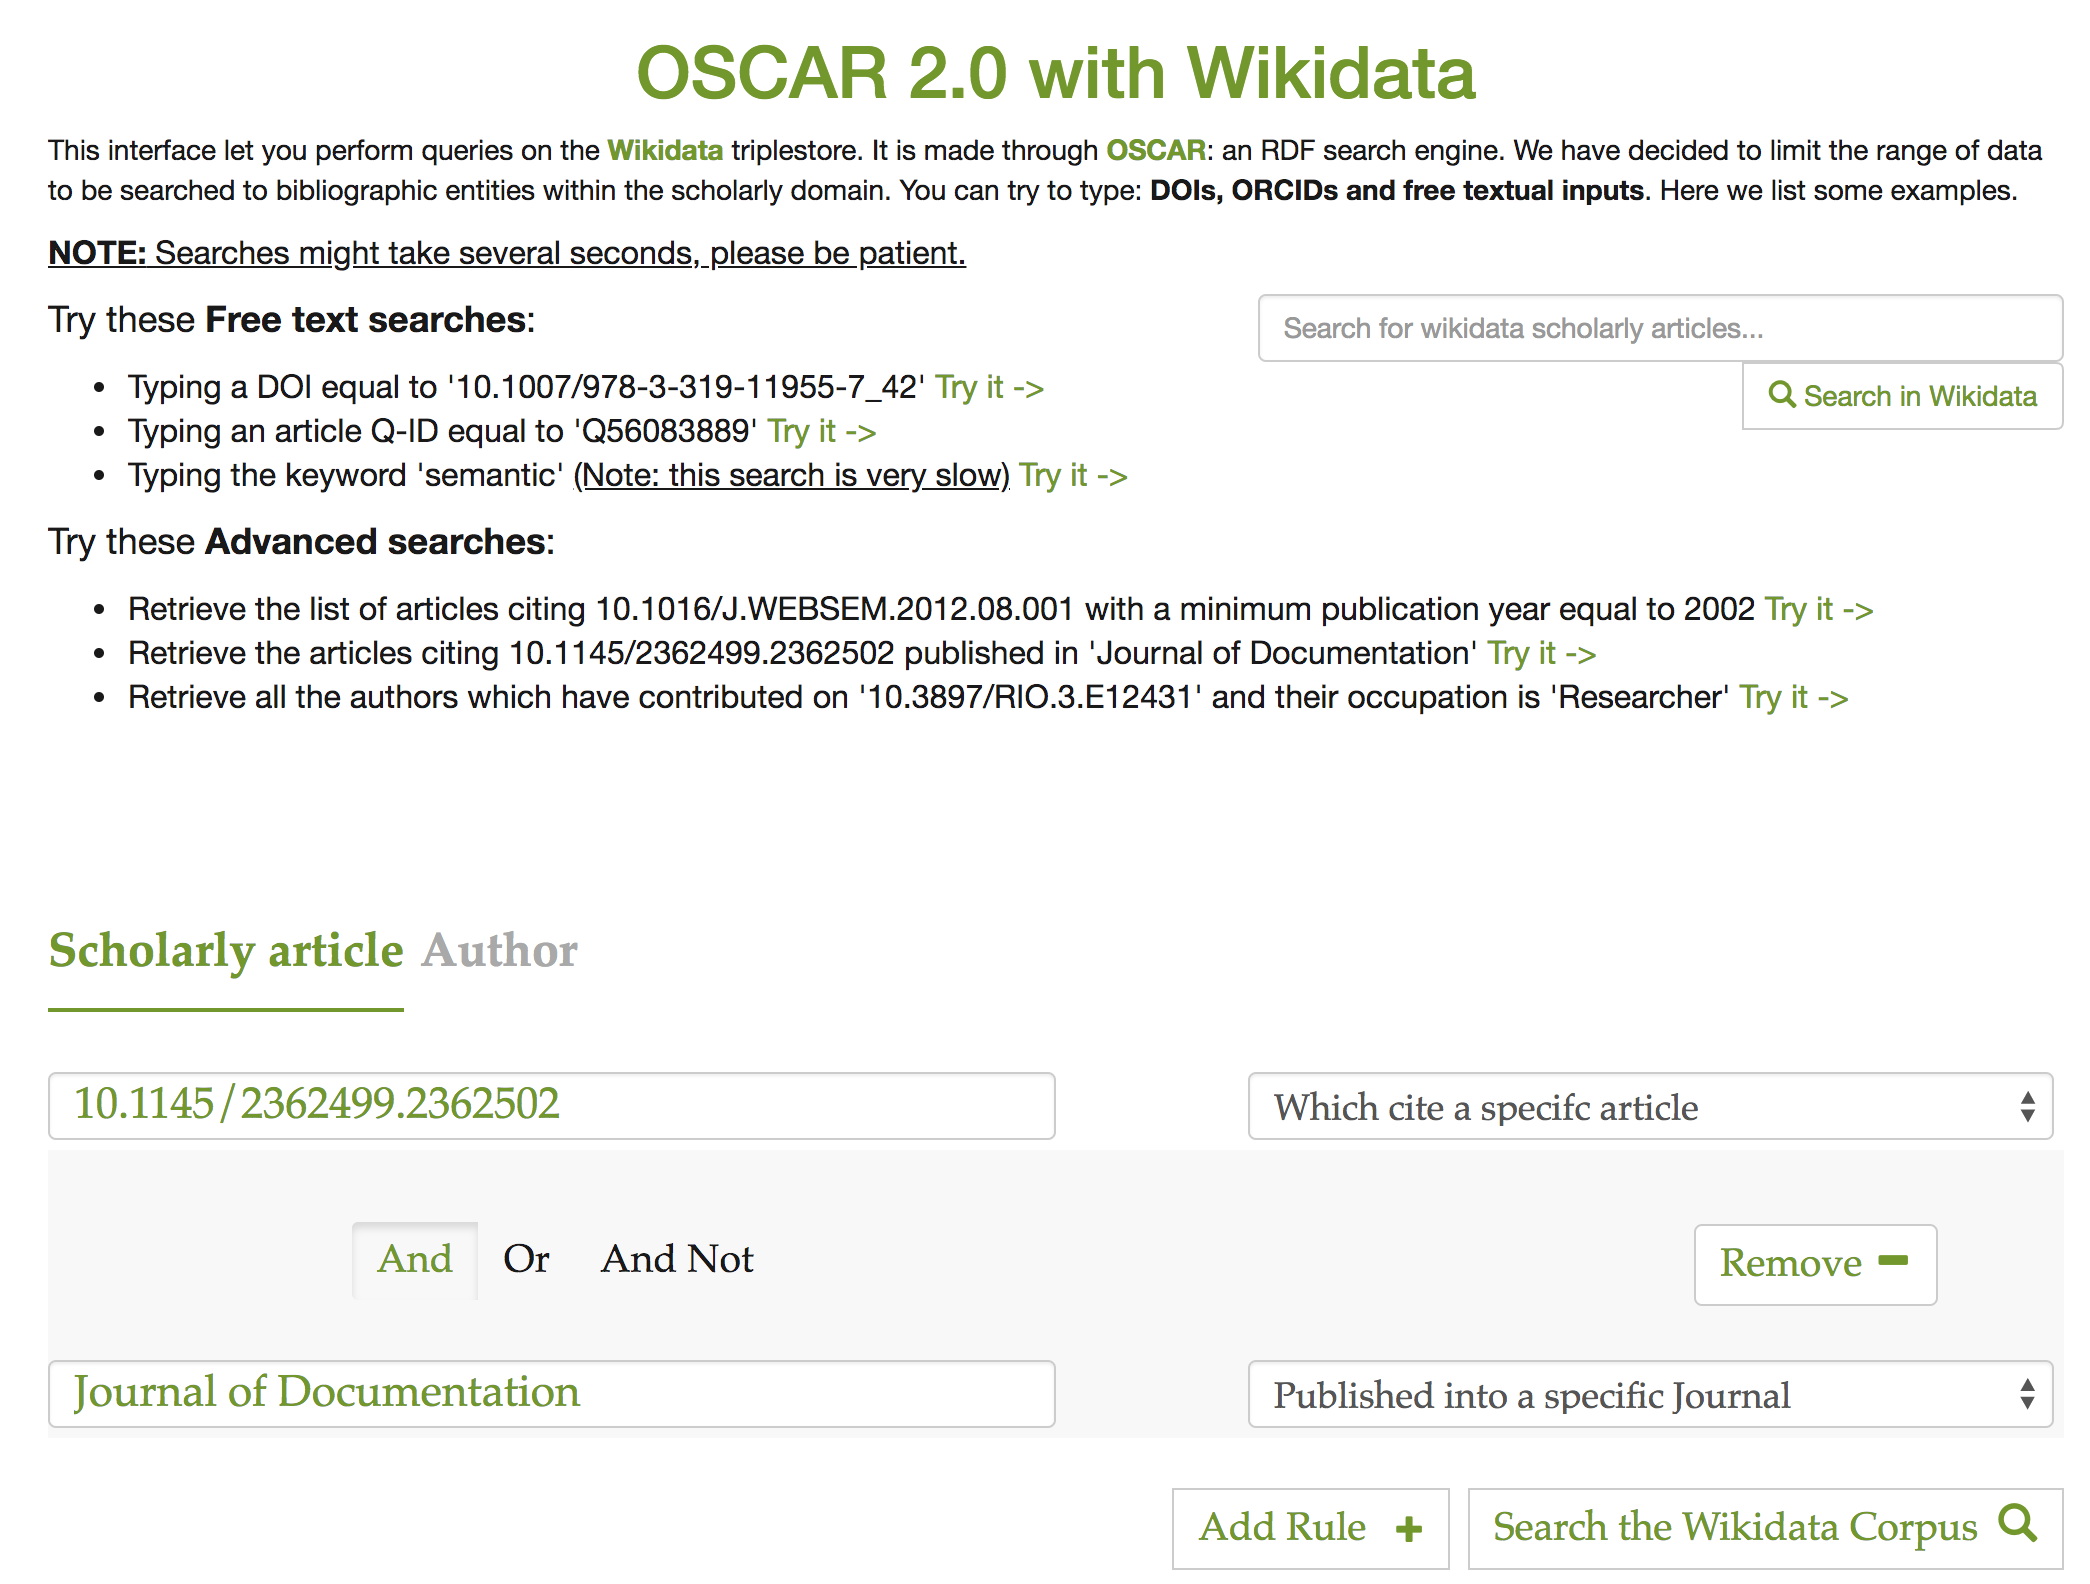 OSCAR 2.0 with Wikidata
This interface let you perform queries on the Wikidata triplestore. It is made through OSCAR: an RDF search engine. We have decided to limit the range of data
to be searched to bibliographic entities within the scholarly domain. You can try to type: DOIs, ORCIDs and free textual inputs. Here we list some examples.
NOTE: Searches might take several seconds, please be patient.
Try these Free text searches:
Search for wikidata scholarly articles...
Search in Wikidata
• Typing a DOI equal to '10.1007/978-3-319-11955-7_42' Try it ->
• Typing an article Q-ID equal to 'Q56083889' Try it ->
• Typing the keyword 'semantic' (Note: this search is very slow) Try it ->
Try these Advanced searches:
• Retrieve the list of articles citing 10.1016/J.WEBSEM.2012.08.001 with a minimum publication year equal to 2002 Try it ->
• Retrieve the articles citing 10.1145/2362499.2362502 published in 'Journal of Documentation' Try it ->
• Retrieve all the authors which have contributed on '10.3897/RIO.3.E12431' and their occupation is 'Researcher' Try it ->
Scholarly article Author
10.1145/2362499.2362502 Which cite a specifc article
And Or And Not Remove
Journal of Documentation Published into a specific Journal
Add Rule + Search the Wikidata Corpus